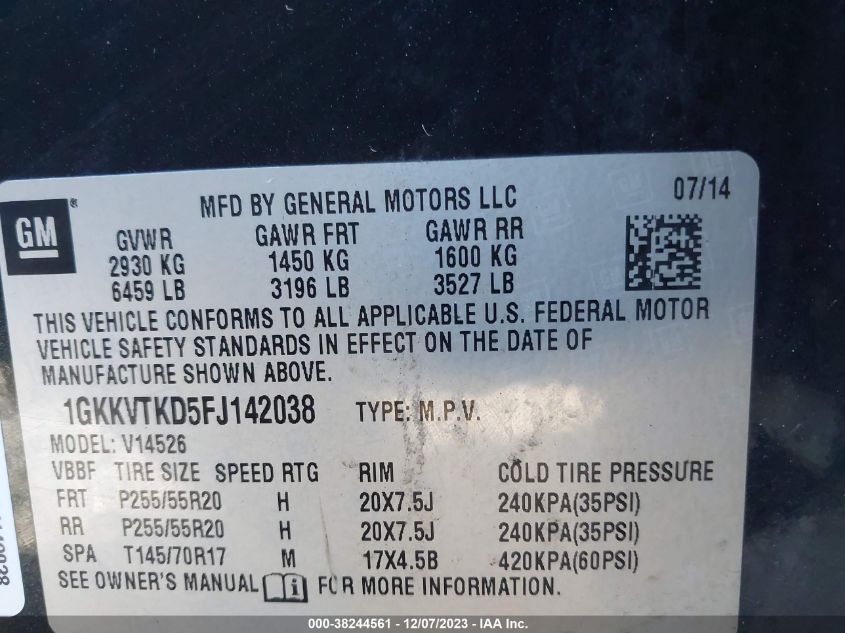 MFD BY GENERAL MOTORS LLC 07/14
GM®
GVWR GAWR FRT GAWR RR
2930 KG 1450 KG 1600 KG
6459 LB 3196 LB 3527 LB
THIS VEHICLE CONFORMS TO ALL APPLICABLE U.S. FEDERAL MOTOR
VEHICLE SAFETY STANDARDS IN EFFECT ON THE DATE OF
MANUFACTURE SHOWN ABOVE.
1GKKVTKD5FJ142038 TYPE: M.P.V.
MODEL: V14526
VBBF TIRE SIZE SPEED RTG RIM COLD TIRE PRESSURE
FRT P255/55R20 H 20X7.5J 240KPA(35PSI)
RR P255/55R20 H 20X7.5J 240KPA(35PSI)
SPA T145/70R17 M 17X4.5B 420KPA(60PSI)
SEE OWNER'S MANUAL i FOR MORE INFORMATION.
000-38244561 - 12/07/2023 - IAA Inc.